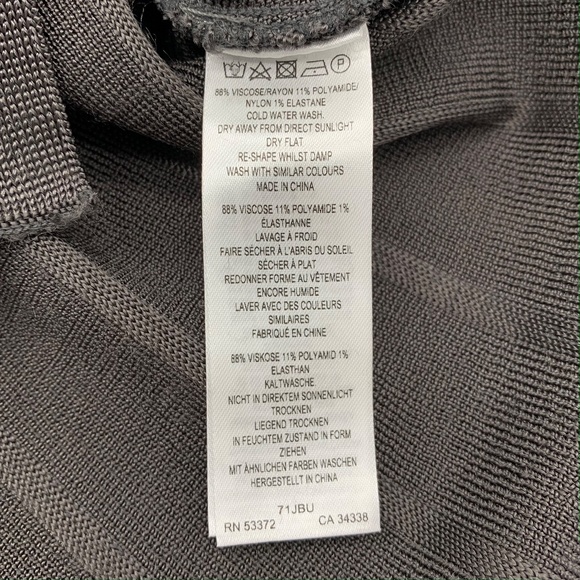 P
88% VISCOSE/RAYON 11% POLYAMIDE/
NYLON 1% ELASTANE
COLD WATER WASH.
DRY AWAY FROM DIRECT SUNLIGHT
DRY FLAT
RE-SHAPE WHILST DAMP
WASH WITH SIMILAR COLOURS
MADE IN CHINA
88% VISCOSE 11% POLYAMIDE 1%
ÉLASTHANNE
LAVAGE À FROID
FAIRE SÉCHER À L'ABRIS DU SOLEIL
SÉCHER À PLAT
REDONNER FORME AU VÊTEMENT
ENCORE HUMIDE
LAVER AVEC DES COULEURS
SIMILAIRES
FABRIQUÉ EN CHINE
88% VISKOSE 11% POLYAMID 1%
ELASTHAN
KALTWÄSCHE.
NICHT IN DIREKTEM SONNENLICHT
TROCKNEN
LIEGEND TROCKNEN
IN FEUCHTEM ZUSTAND IN FORM
ZIEHEN
MIT ÄHNLICHEN FARBEN WASCHEN
HERGESTELLT IN CHINA
71JBU
RN 53372 CA 34338